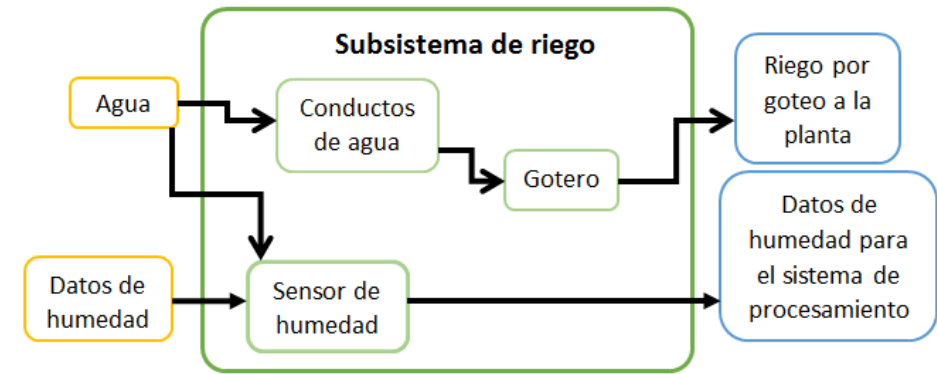 Subsistema de riego
Agua
Conductos
de agua
Gotero
Riego por
goteo a la
planta
Datos de
humedad
Sensor de
humedad
Datos de
humedad para
el sistema de
procesamiento